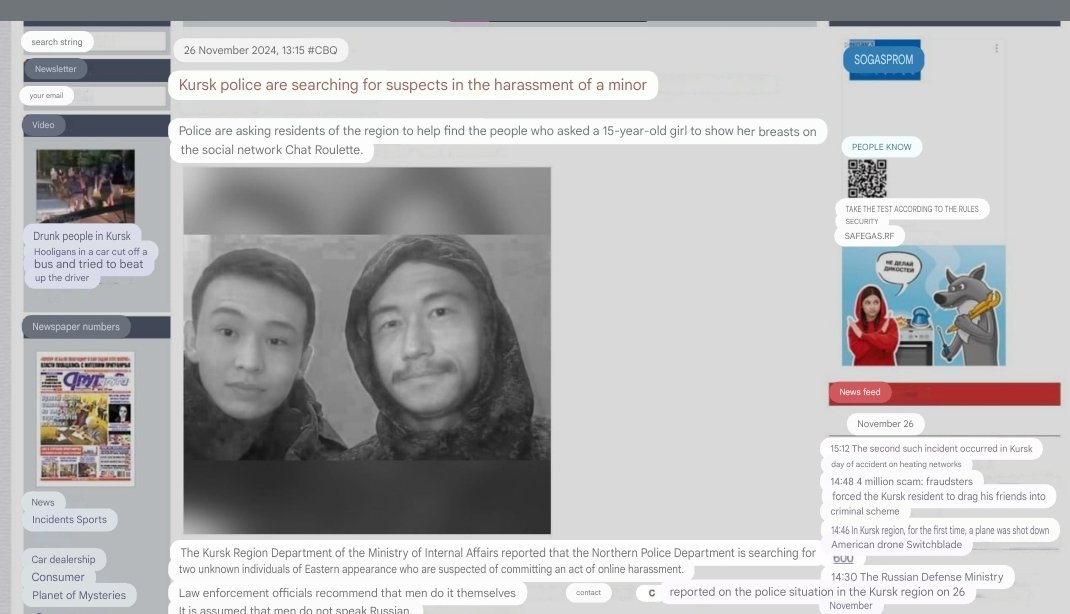 search string
Newsletter
your email
Video
Drunk people in Kursk
Hooligans in a car cut off a
bus and tried to beat
up the driver
Newspaper numbers
Друг
News
Incidents Sports
Car dealership
Consumer
Planet of Mysteries
26 November 2024, 13:15 #CBQ
Kursk police are searching for suspects in the harassment of a minor
Police are asking residents of the region to help find the people who asked a 15-year-old girl to show her breasts on
the social network Chat Roulette.
The Kursk Region Department of the Ministry of Internal Affairs reported that the Northern Police Department is searching for
two unknown individuals of Eastern appearance who are suspected of committing an act of online harassment.
Law enforcement officials recommend that men do it themselves
contact
C
reported on the police situation in the Kursk region on 26
It is assumed that men do not speak Russian.
SOGASPROM
PEOPLE KNOW
TAKE THE TEST ACCORDING TO THE RULES
SECURITY
SAFEGAS.RF
НЕ ДЕЛАЙ
ДИКОСТЕЙ!
News feed
November 26
15:12 The second such incident occurred in Kursk
day of accident on heating networks
14:48 4 million scam: fraudsters
forced the Kursk resident to drag his friends into
criminal scheme
14:46 In Kursk region, for the first time, a plane was shot down
American drone Switchblade
600
14:30 The Russian Defense Ministry
November